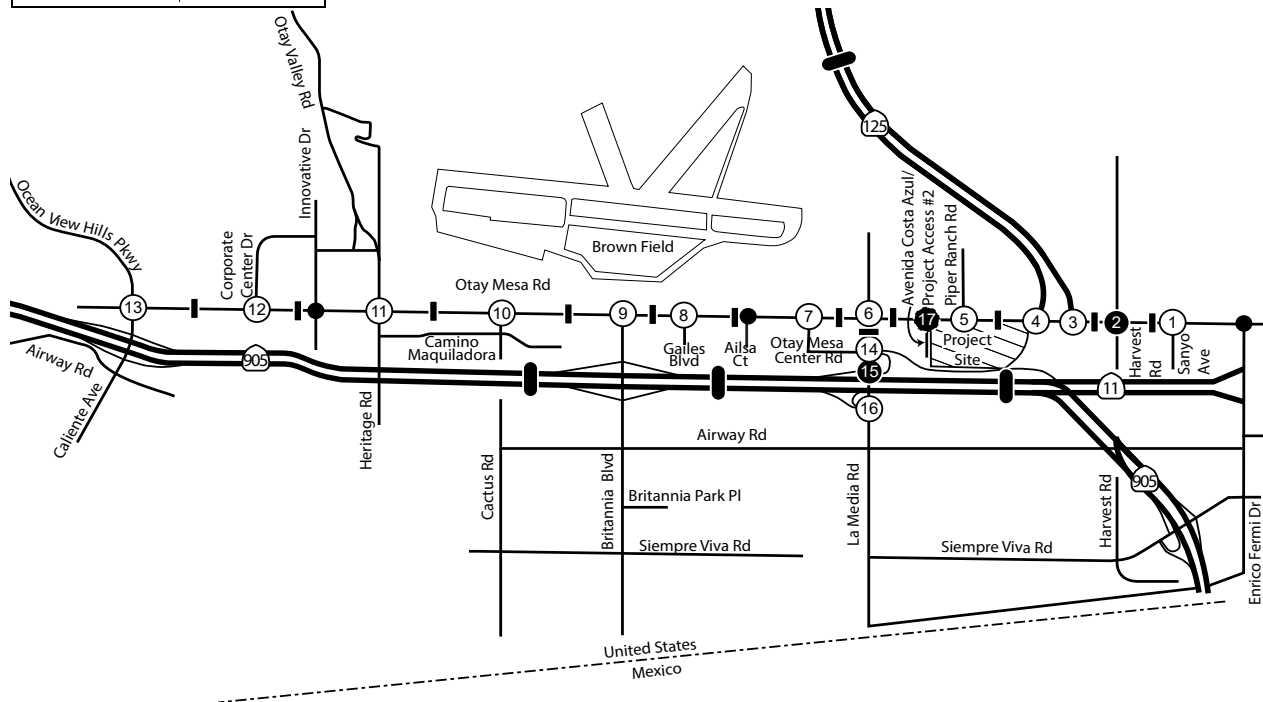 Otay Valley Rd
125
Innovative Dr
Ocean View Hills Pkwy
Corporate
Center Dr
Brown Field
Avenida Costa Azul/
Project Access #2
Piper Ranch Rd
Otay Mesa Rd
13
12
11
10
9
8
7
6
17
5
4
3
2
1
Camino
Maquiladora
Gailes
Blvd
Ailsa
Ct
Otay Mesa
Center Rd
14
Project
Site
Harvest
Rd
Sanyo
Ave
Airway Rd
905
15
11
16
Caliente Ave
Heritage Rd
Airway Rd
Cactus Rd
Britannia Blvd
Britannia Park Pl
La Media Rd
Harvest Rd
905
Siempre Viva Rd
Siempre Viva Rd
Enrico Fermi Dr
United States
Mexico